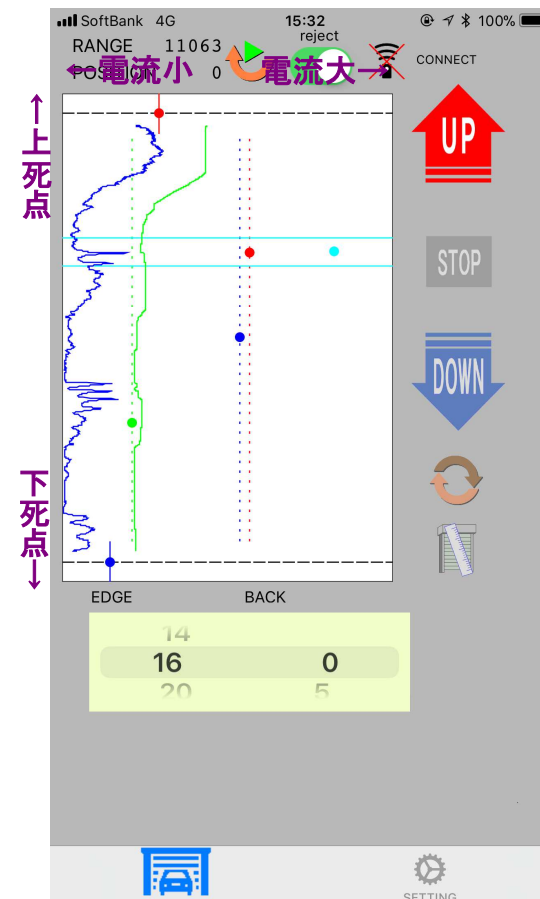 SoftBank 4G 15:32 100%
RANGE 11063 reject
POSITION 0 CONNECT
←電流小 電流大→
↑上死点
UP
STOP
DOWN
下死点↓
EDGE BACK
14
16 0
20 5
SETTING